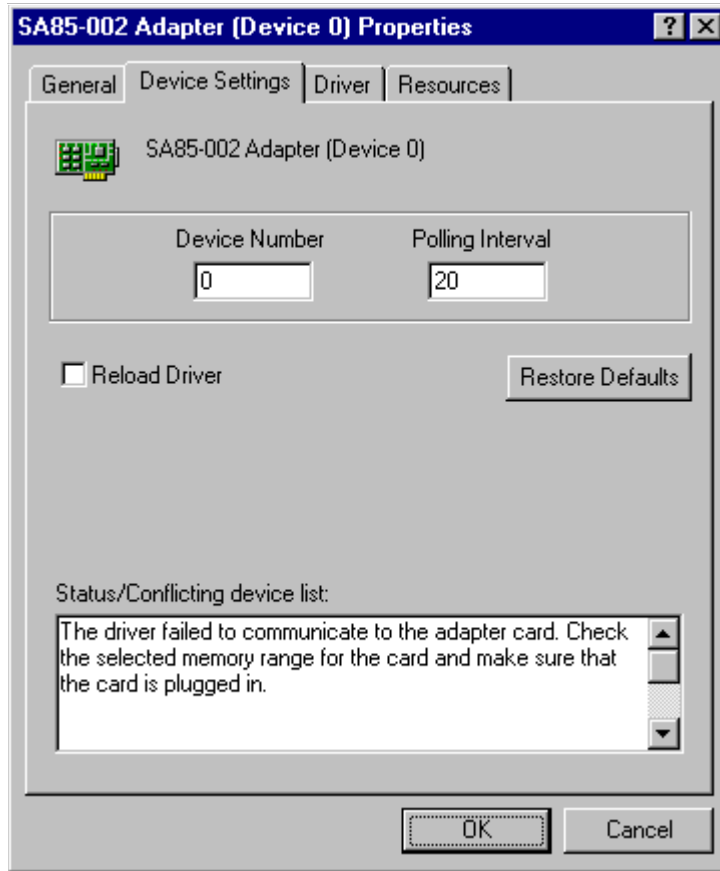 SA85-002 Adapter (Device 0) Properties
General Device Settings Driver Resources
SA85-002 Adapter (Device 0)
Device Number Polling Interval
0 20
Reload Driver Restore Defaults
Status/Conflicting device list:
The driver failed to communicate to the adapter card. Check
the selected memory range for the card and make sure that
the card is plugged in.
OK Cancel